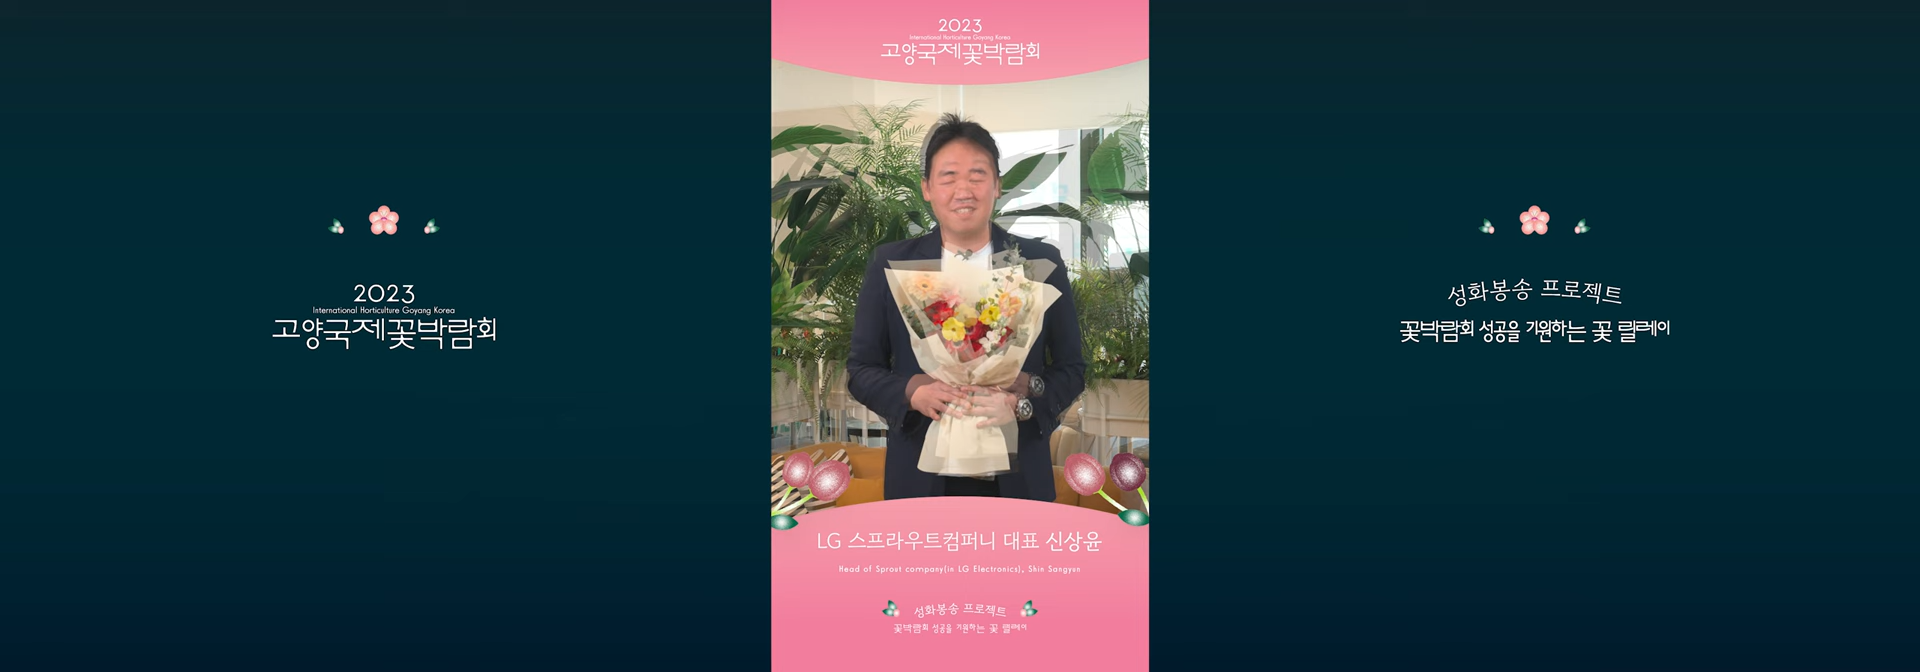 2023
International Horticulture Goyang Korea
고양국제꽃박람회
2023
International Horticulture Goyang Korea
고양국제꽃박람회
LG 스프라우트컴퍼니 대표 신상윤
Head of Sprout company(in LG Electronics), Shin Sangyun
성화봉송 프로젝트
꽃박람회 성공을 기원하는 꽃 릴레이
성화봉송 프로젝트
꽃박람회 성공을 기원하는 꽃 릴레이